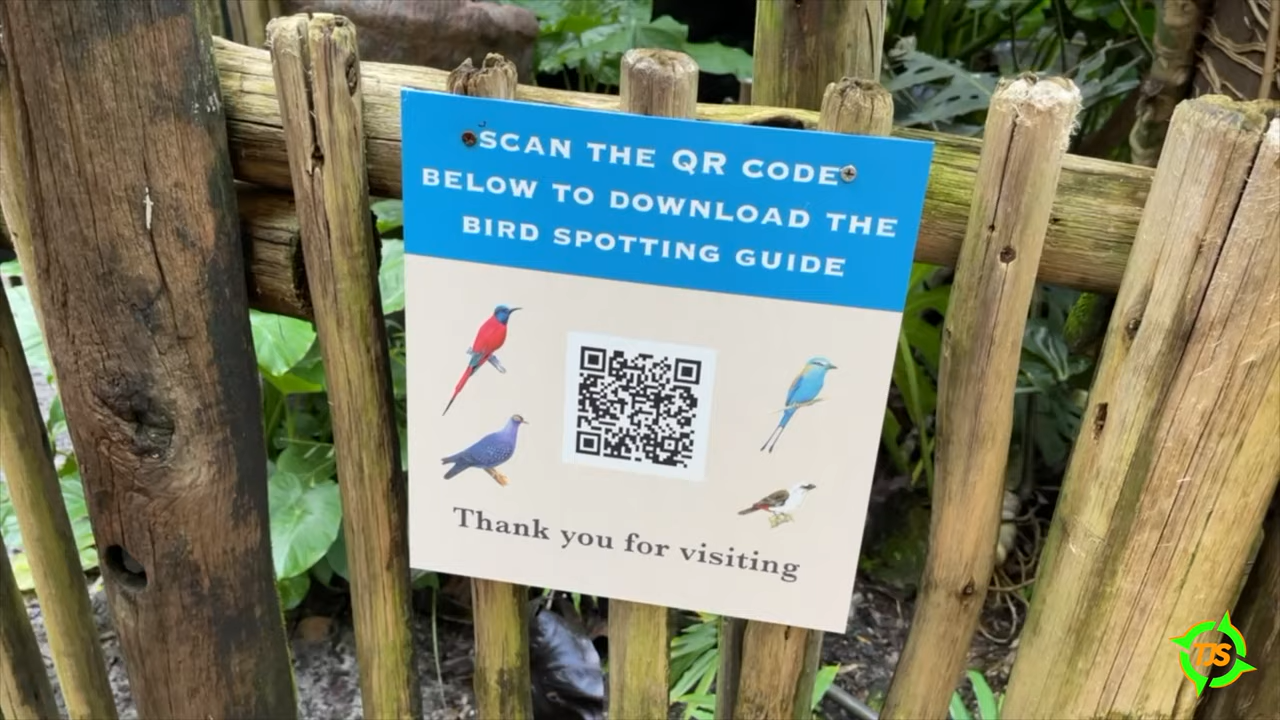 SCAN THE QR CODE
BELOW TO DOWNLOAD THE
BIRD SPOTTING GUIDE
Thank you for visiting
TJS